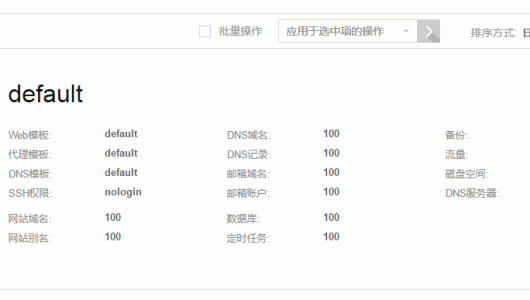 批量操作 应用于选中项的操作 排序方式:
default
Web模板: default DNS域名: 100 备份:
代理模板: default DNS记录: 100 流量:
DNS模板: default 邮箱域名: 100 磁盘空间:
SSH权限: nologin 邮箱账户: 100 DNS服务器:
网站域名: 100 数据库: 100
网站别名: 100 定时任务: 100